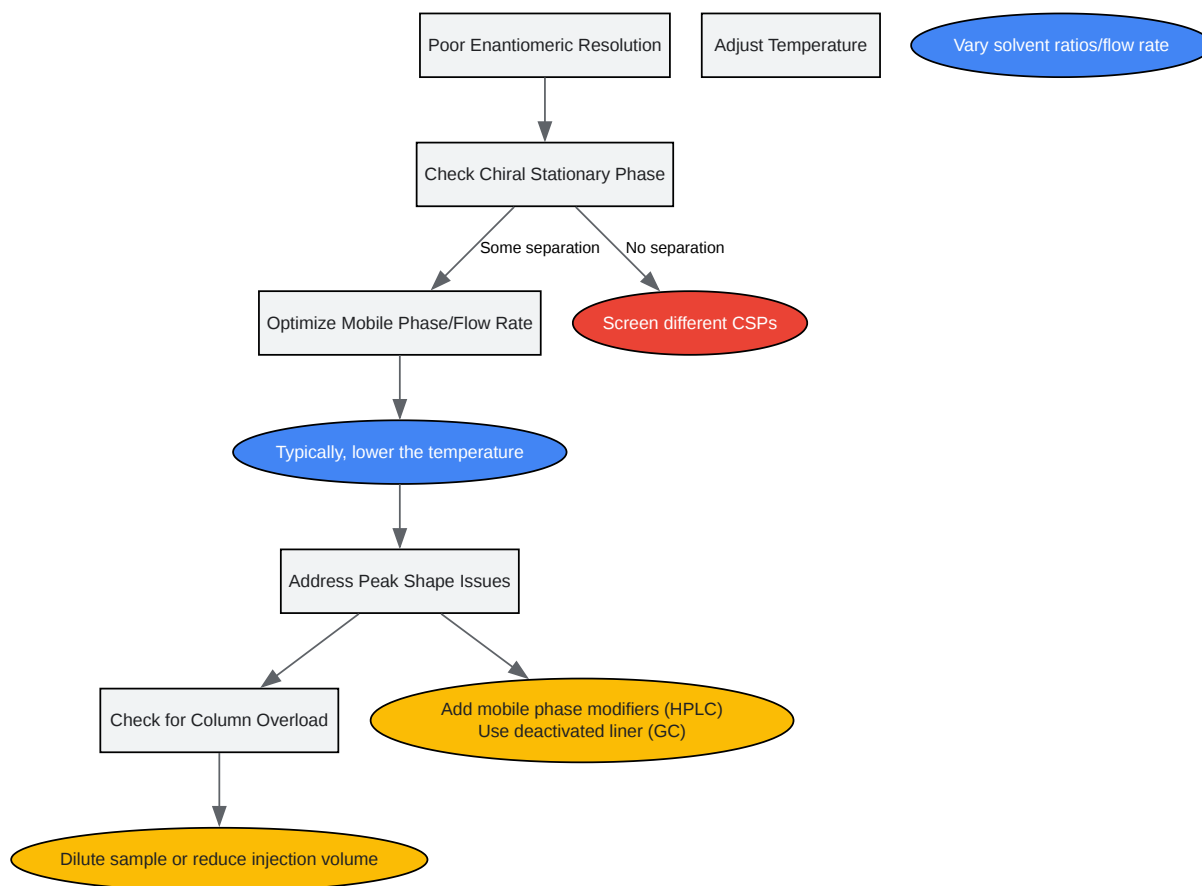 Poor Enantiomeric Resolution
Adjust Temperature
Vary solvent ratios/flow rate
Check Chiral Stationary Phase
Some separation
No separation
Optimize Mobile Phase/Flow Rate
Screen different CSPs
Typically, lower the temperature
Address Peak Shape Issues
Check for Column Overload
Add mobile phase modifiers (HPLC)
Use deactivated liner (GC)
Dilute sample or reduce injection volume